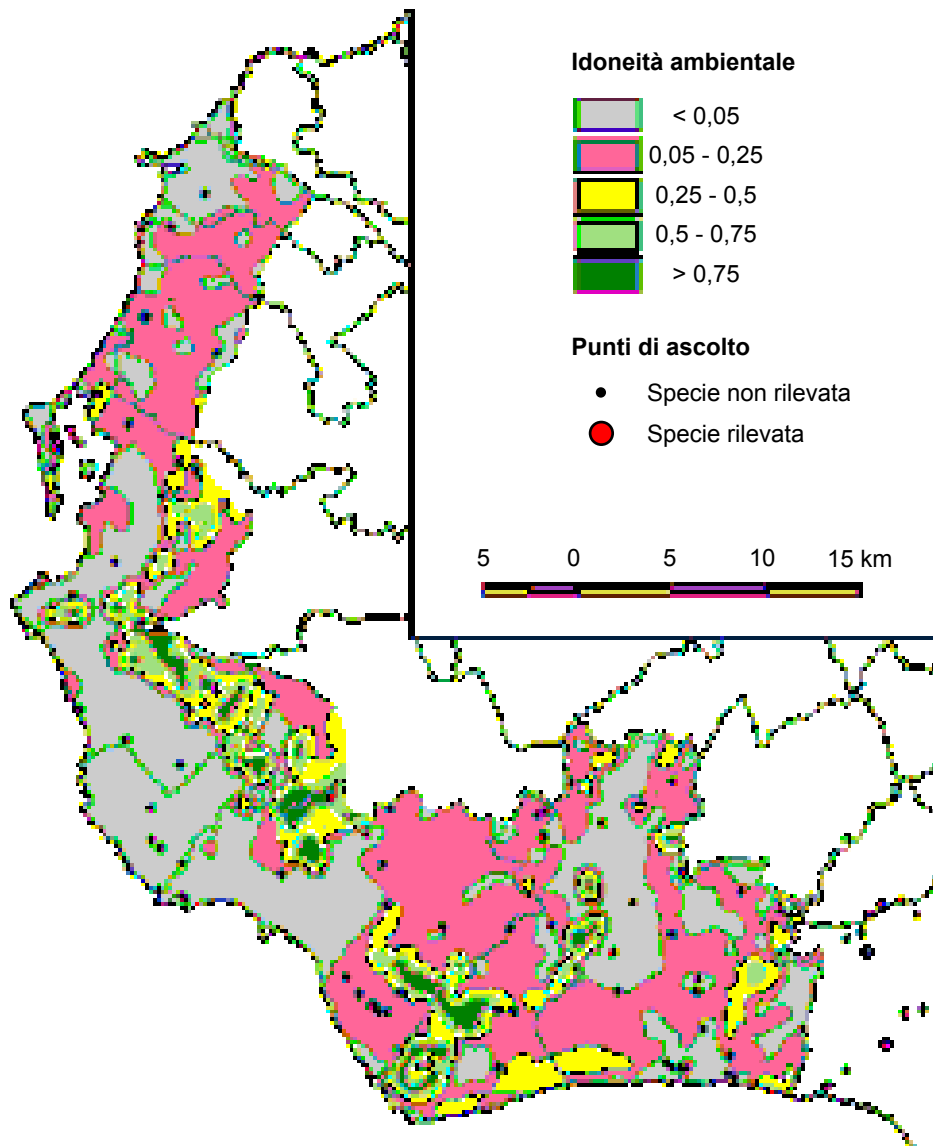 Idoneità ambientale
< 0,05
0,05 - 0,25
0,25 - 0,5
0,5 - 0,75
> 0,75
Punti di ascolto
Specie non rilevata
Specie rilevata
5 0 5 10 15 km